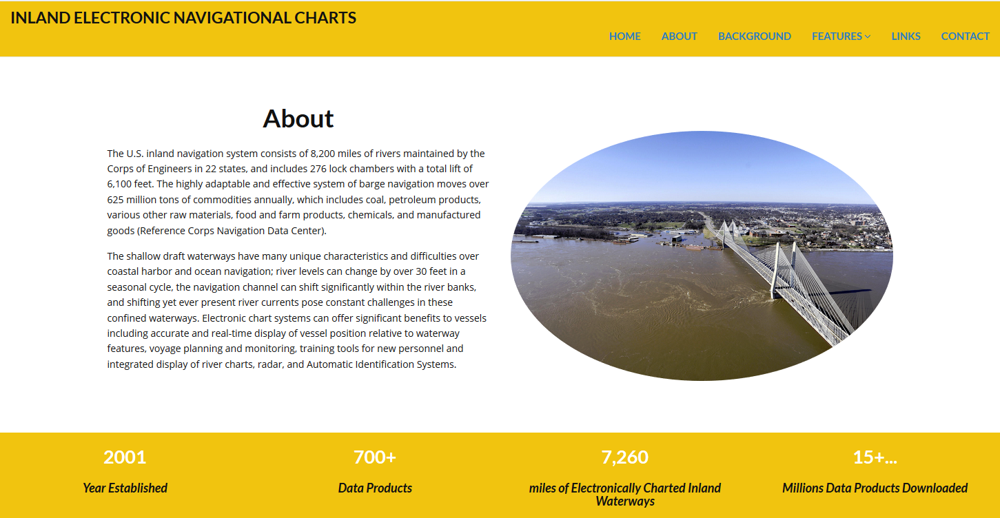 INLAND ELECTRONIC NAVIGATIONAL CHARTS
HOME ABOUT BACKGROUND FEATURES LINKS CONTACT
About
The U.S. inland navigation system consists of 8,200 miles of rivers maintained by the
Corps of Engineers in 22 states, and includes 276 lock chambers with a total lift of
6,100 feet. The highly adaptable and effective system of barge navigation moves over
625 million tons of commodities annually, which includes coal, petroleum products,
various other raw materials, food and farm products, chemicals, and manufactured
goods (Reference Corps Navigation Data Center).
The shallow draft waterways have many unique characteristics and difficulties over
coastal harbor and ocean navigation; river levels can change by over 30 feet in a
seasonal cycle, the navigation channel can shift significantly within the river banks,
and shifting yet ever present river currents pose constant challenges in these
confined waterways. Electronic chart systems can offer significant benefits to vessels
including accurate and real-time display of vessel position relative to waterway
features, voyage planning and monitoring, training tools for new personnel and
integrated display of river charts, radar, and Automatic Identification Systems.
2001
Year Established
700+
Data Products
7,260
miles of Electronically Charted Inland
Waterways
15+...
Millions Data Products Downloaded